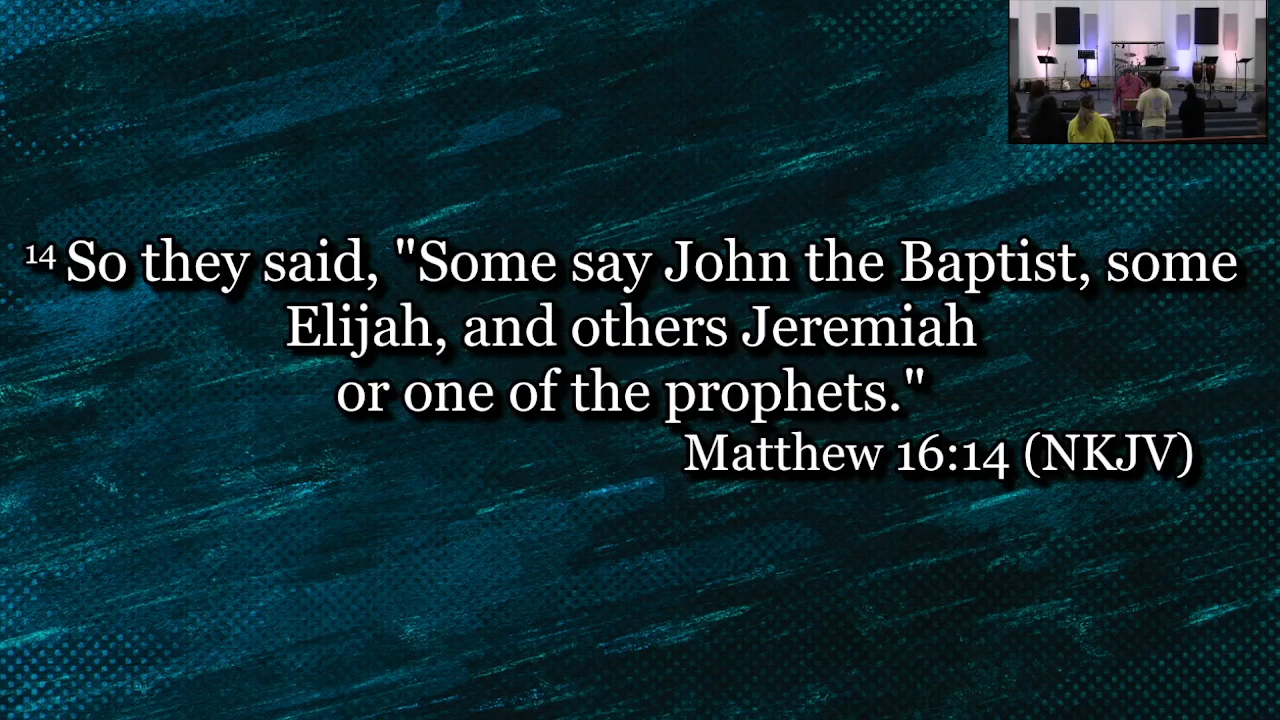 14 So they said, "Some say John the Baptist, some
Elijah, and others Jeremiah
or one of the prophets."
Matthew 16:14 (NKJV)